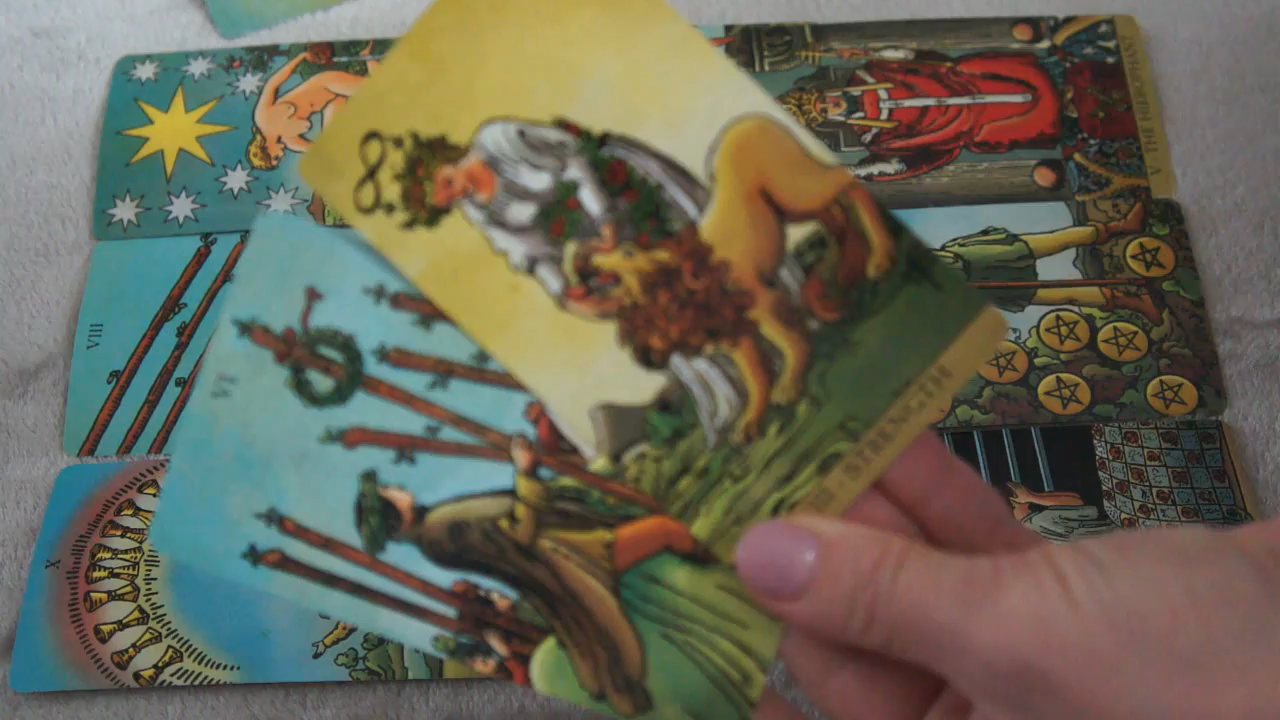 V · THE HIEROPHANT
VIII
VI
STRENGTH
X